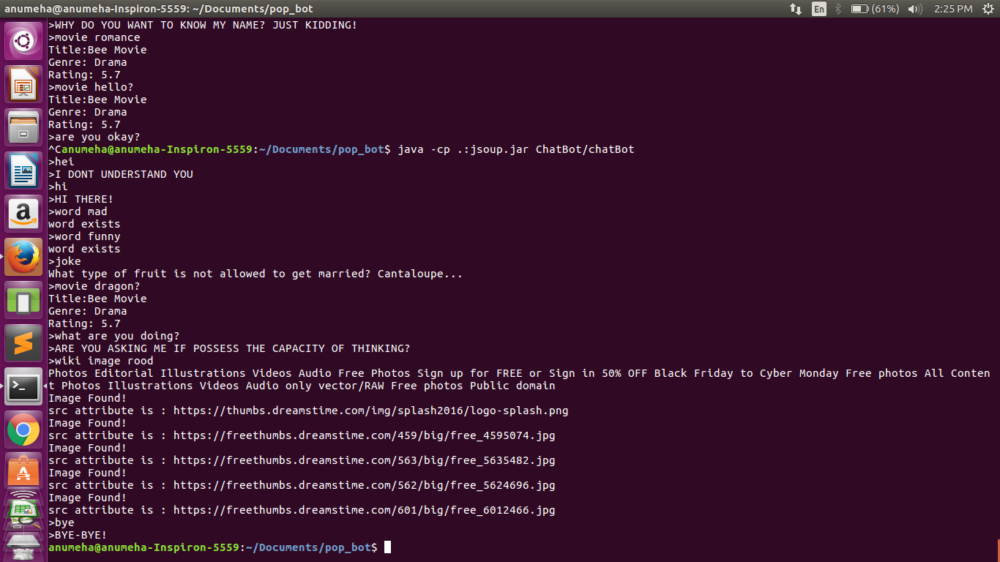 anumeha@anumeha-Inspiron-5559: ~/Documents/pop_bot En (61%) 2:25 PM
>WHY DO YOU WANT TO KNOW MY NAME? JUST KIDDING!
>movie romance
Title:Bee Movie
Genre: Drama
Rating: 5.7
>movie hello?
Title:Bee Movie
Genre: Drama
Rating: 5.7
>are you okay?
^Canumeha@anumeha-Inspiron-5559:~/Documents/pop_bot$ java -cp .:jsoup.jar ChatBot/chatBot
>hei
>I DONT UNDERSTAND YOU
>hi
>HI THERE!
>word mad
word exists
>word funny
word exists
>joke
What type of fruit is not allowed to get married? Cantaloupe...
>movie dragon?
Title:Bee Movie
Genre: Drama
Rating: 5.7
>what are you doing?
>ARE YOU ASKING ME IF POSSESS THE CAPACITY OF THINKING?
>wiki image rood
Photos Editorial Illustrations Videos Audio Free Photos Sign up for FREE or Sign in 50% OFF Black Friday to Cyber Monday Free photos All Conten
t Photos Illustrations Videos Audio only vector/RAW Free photos Public domain
Image Found!
src attribute is : https://thumbs.dreamstime.com/img/splash2016/logo-splash.png
Image Found!
src attribute is : https://freethumbs.dreamstime.com/459/big/free_4595074.jpg
Image Found!
src attribute is : https://freethumbs.dreamstime.com/563/big/free_5635482.jpg
Image Found!
src attribute is : https://freethumbs.dreamstime.com/562/big/free_5624696.jpg
Image Found!
src attribute is : https://freethumbs.dreamstime.com/601/big/free_6012466.jpg
>bye
>BYE-BYE!
anumeha@anumeha-Inspiron-5559:~/Documents/pop_bot$